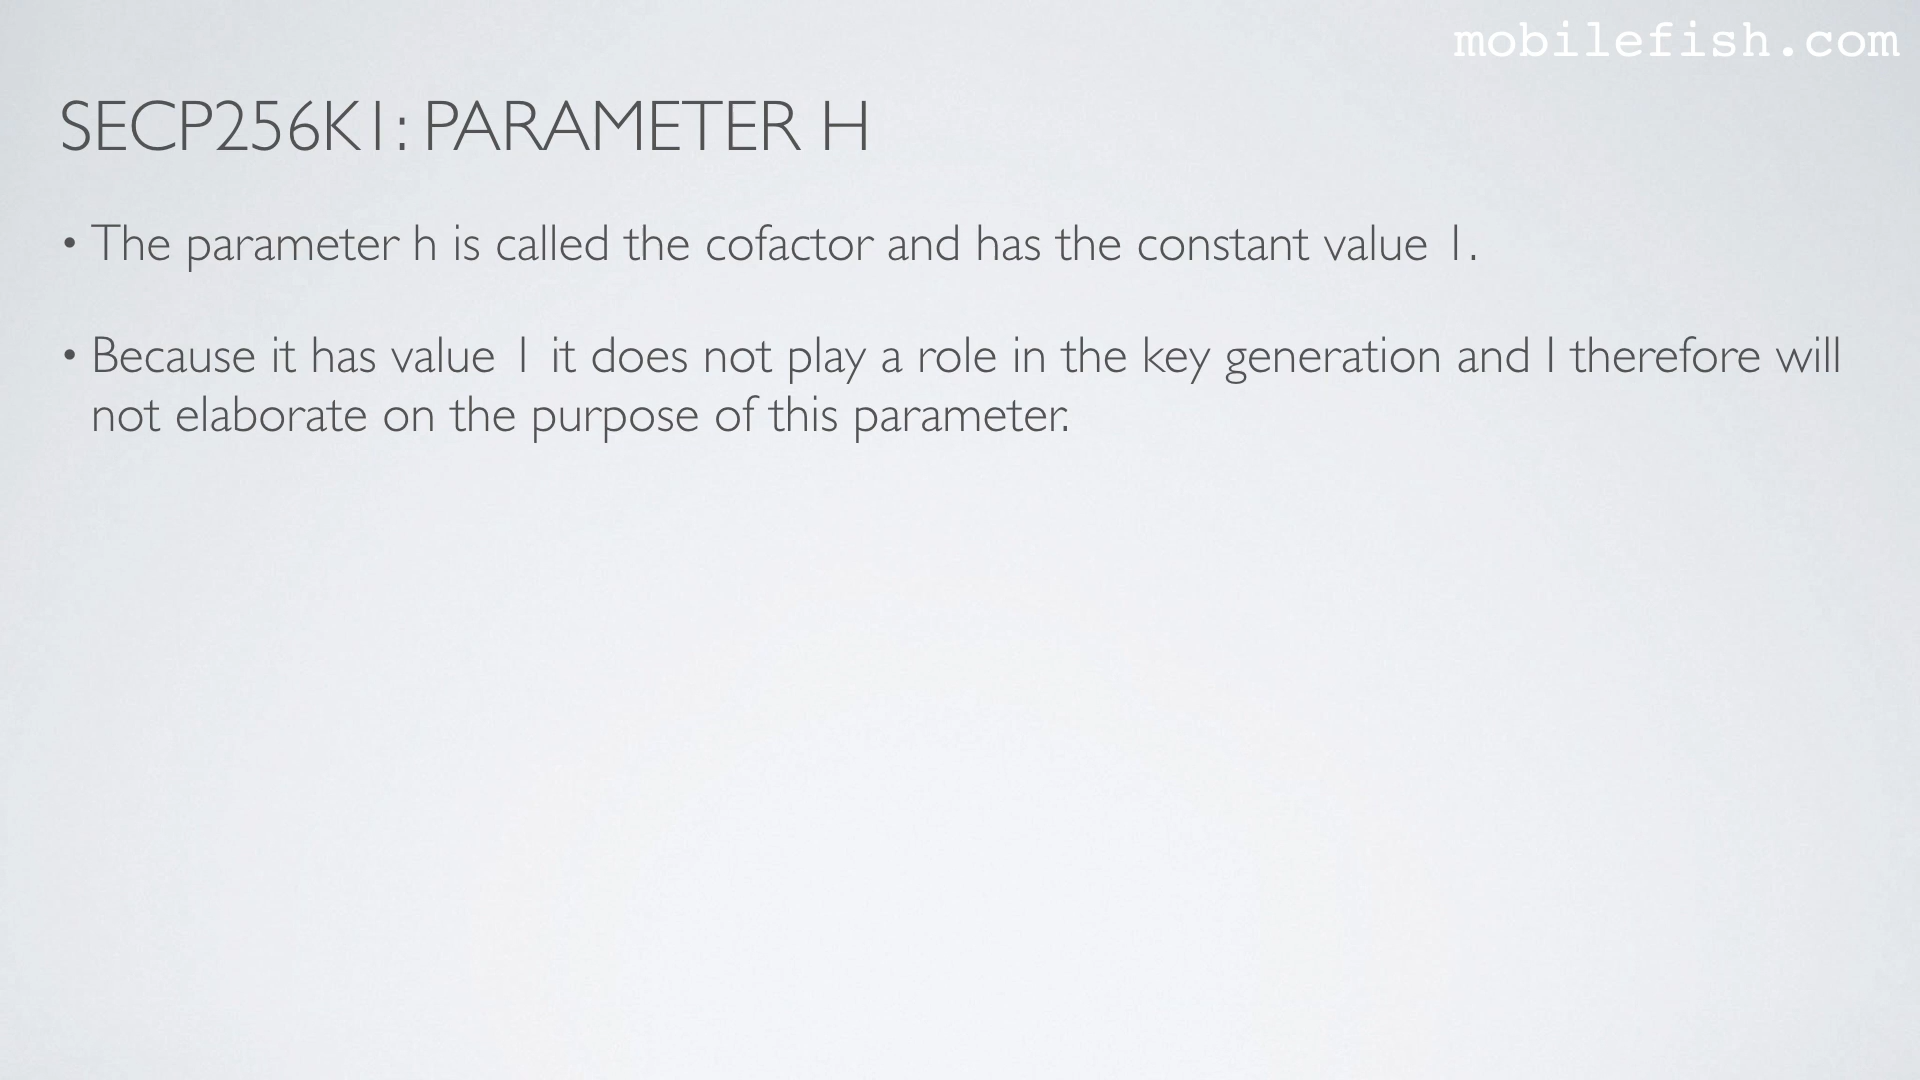 mobilefish.com
SECP256K1: PARAMETER H
• The parameter h is called the cofactor and has the constant value 1.
• Because it has value 1 it does not play a role in the key generation and I therefore will
not elaborate on the purpose of this parameter.